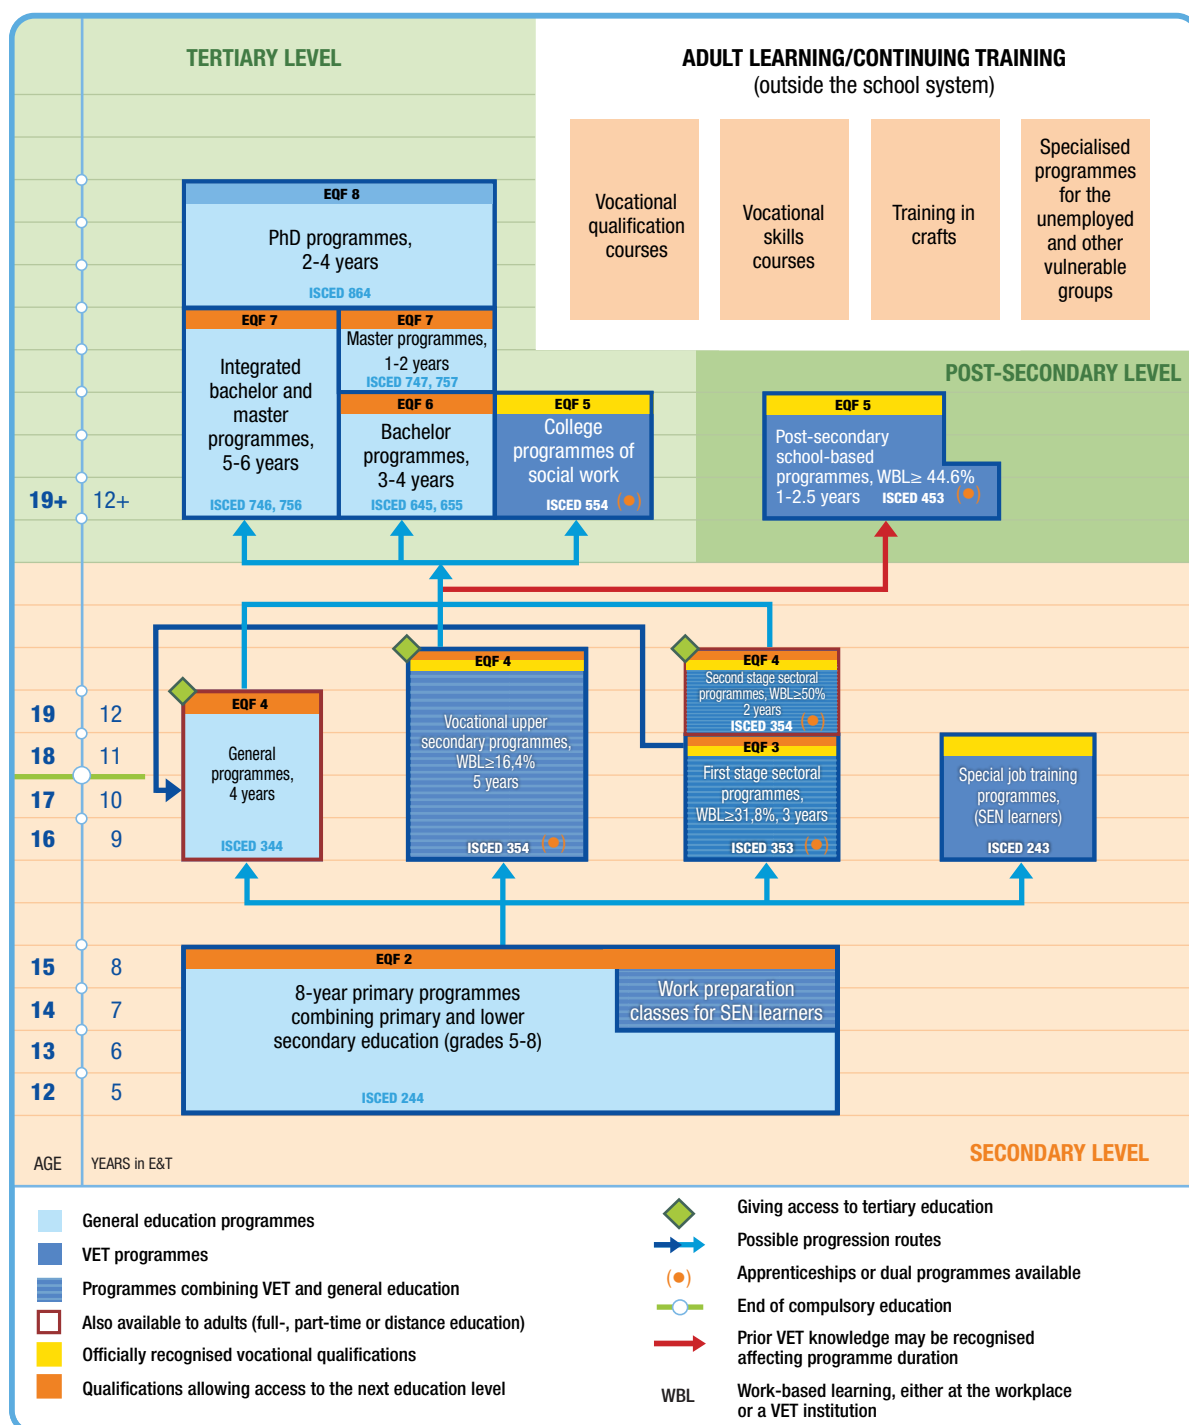 TERTIARY LEVEL
ADULT LEARNING/CONTINUING TRAINING
(outside the school system)
Vocational
qualification
courses
Vocational
skills
courses
Training in
crafts
Specialised
programmes
for the
unemployed
and other
vulnerable
groups
EQF 8
PhD programmes,
2-4 years
ISCED 864
EQF 7
Integrated
bachelor and
master
programmes,
5-6 years
ISCED 746, 756
EQF 7
Master programmes,
1-2 years
ISCED 747, 757
EQF 6
Bachelor
programmes,
3-4 years
ISCED 645, 655
EQF 5
College
programmes of
social work
ISCED 554
POST-SECONDARY LEVEL
EQF 5
Post-secondary
school-based
programmes, WBL≥ 44.6%
1-2.5 years ISCED 453
19+ 12+
EQF 4
General
programmes,
4 years
ISCED 344
EQF 4
Vocational upper
secondary programmes,
WBL≥16,4%
5 years
ISCED 354
EQF 4
Second stage sectoral
programmes, WBL≥50%
2 years
ISCED 354
EQF 3
First stage sectoral
programmes,
WBL≥31,8%, 3 years
ISCED 353
Special job training
programmes,
(SEN learners)
ISCED 243
19 12
18 11
17 10
16 9
EQF 2
8-year primary programmes
combining primary and lower
secondary education (grades 5-8)
ISCED 244
Work preparation
classes for SEN learners
15 8
14 7
13 6
12 5
AGE YEARS in E&T
SECONDARY LEVEL
General education programmes
VET programmes
Programmes combining VET and general education
Also available to adults (full-, part-time or distance education)
Officially recognised vocational qualifications
Qualifications allowing access to the next education level
Giving access to tertiary education
Possible progression routes
Apprenticeships or dual programmes available
End of compulsory education
Prior VET knowledge may be recognised
affecting programme duration
WBL Work-based learning, either at the workplace
or a VET institution